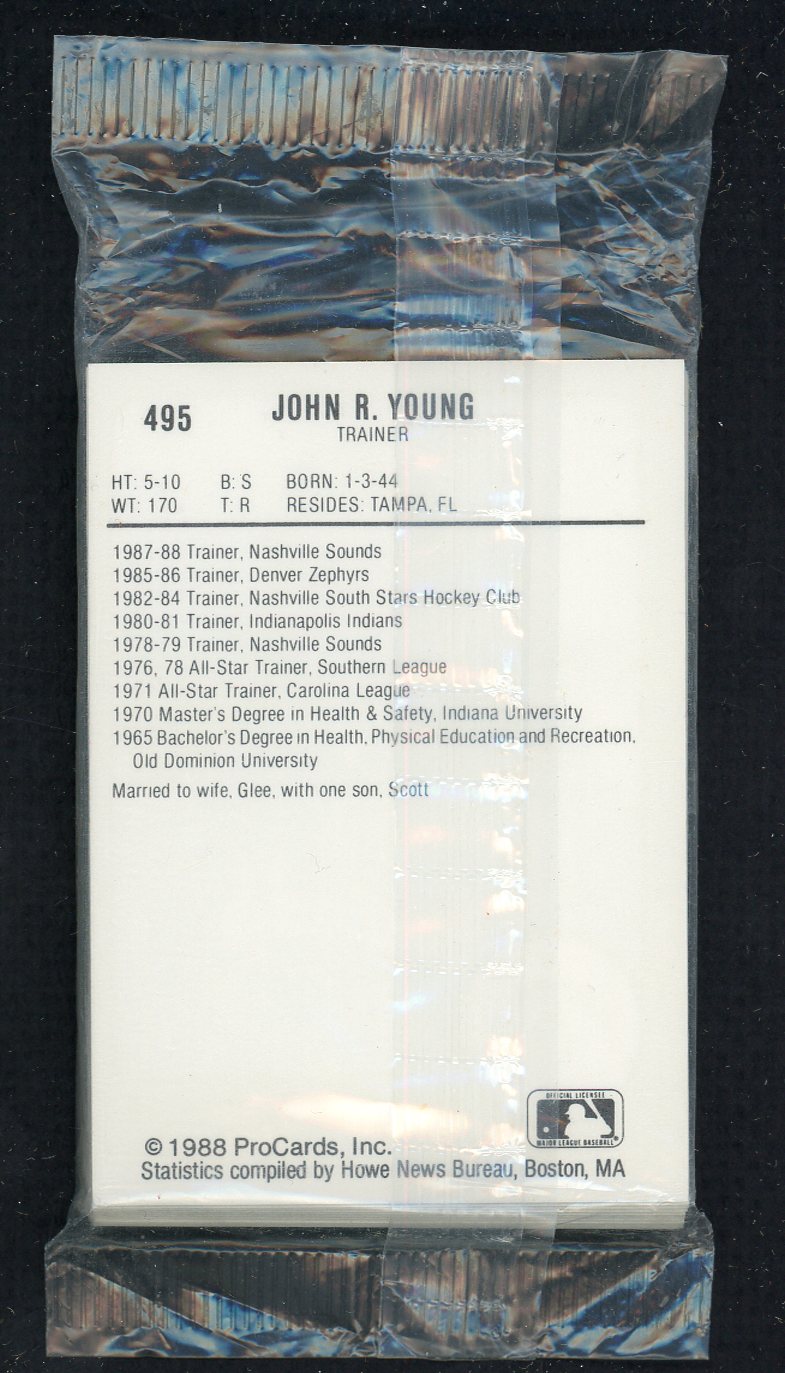 495 JOHN R. YOUNG
TRAINER
HT: 5-10 B: S BORN: 1-3-44
WT: 170 T: R RESIDES: TAMPA, FL
1987-88 Trainer, Nashville Sounds
1985-86 Trainer, Denver Zephyrs
1982-84 Trainer, Nashville South Stars Hockey Club
1980-81 Trainer, Indianapolis Indians
1978-79 Trainer, Nashville Sounds
1976, 78 All-Star Trainer, Southern League
1971 All-Star Trainer, Carolina League
1970 Master's Degree in Health & Safety, Indiana University
1965 Bachelor's Degree in Health, Physical Education and Recreation,
Old Dominion University
Married to wife, Glee, with one son, Scott
OFFICIAL LICENSEE
MAJOR LEAGUE BASEBALL®
© 1988 ProCards, Inc.
Statistics compiled by Howe News Bureau, Boston, MA